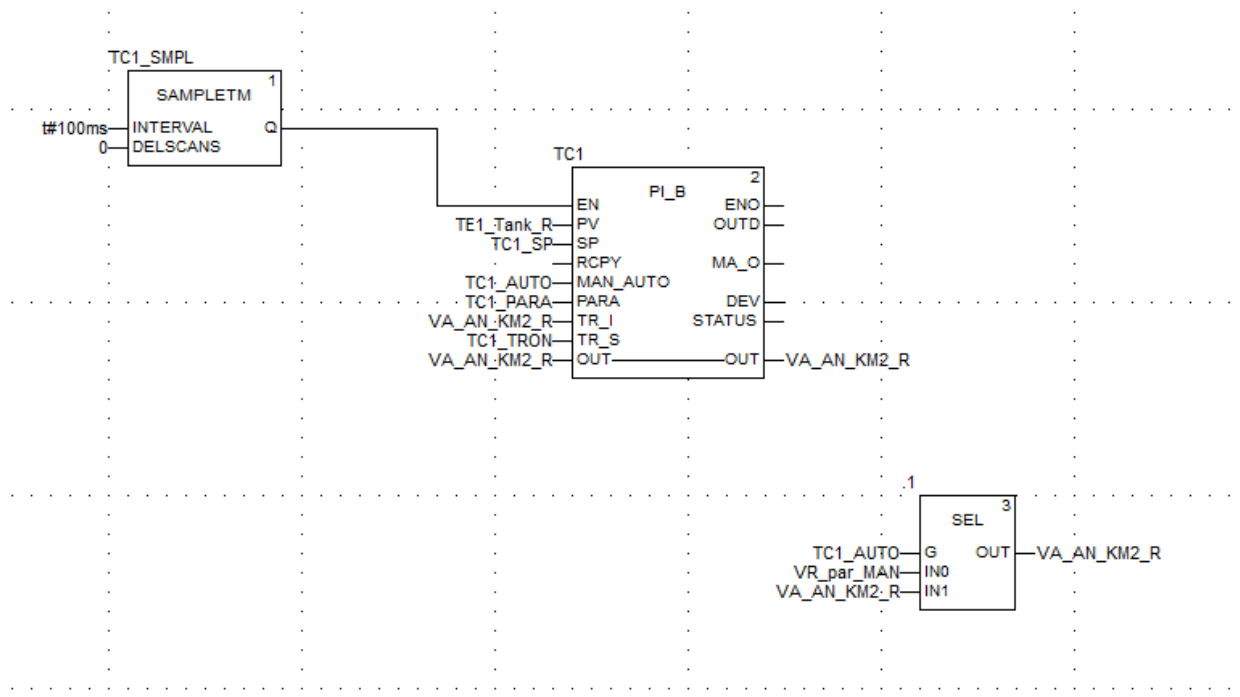 TC1_SMPL
1
SAMPLETM
t#100ms INTERVAL Q
0 DELSCANS
TC1
2
PI_B
EN ENO
TE1_Tank_R PV OUTD
TC1_SP SP
RCPY MA_O
TC1_AUTO MAN_AUTO
TC1_PARA PARA DEV
VA_AN_KM2_R TR_I STATUS
TC1_TRON TR_S
VA_AN_KM2_R OUT OUT VA_AN_KM2_R
.1
3
SEL
TC1_AUTO G OUT VA_AN_KM2_R
VR_par_MAN IN0
VA_AN_KM2_R IN1